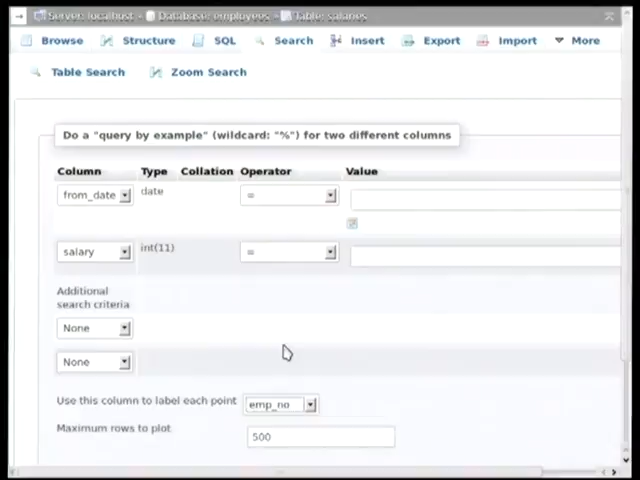 Server: localhost » Database: employees » Table: salaries
Browse Structure SQL Search Insert Export Import More
Table Search Zoom Search
Do a "query by example" (wildcard: "%") for two different columns
Column Type Collation Operator Value
from_date date =
salary int(11) =
Additional
search criteria
None
None
Use this column to label each point emp_no
Maximum rows to plot 500